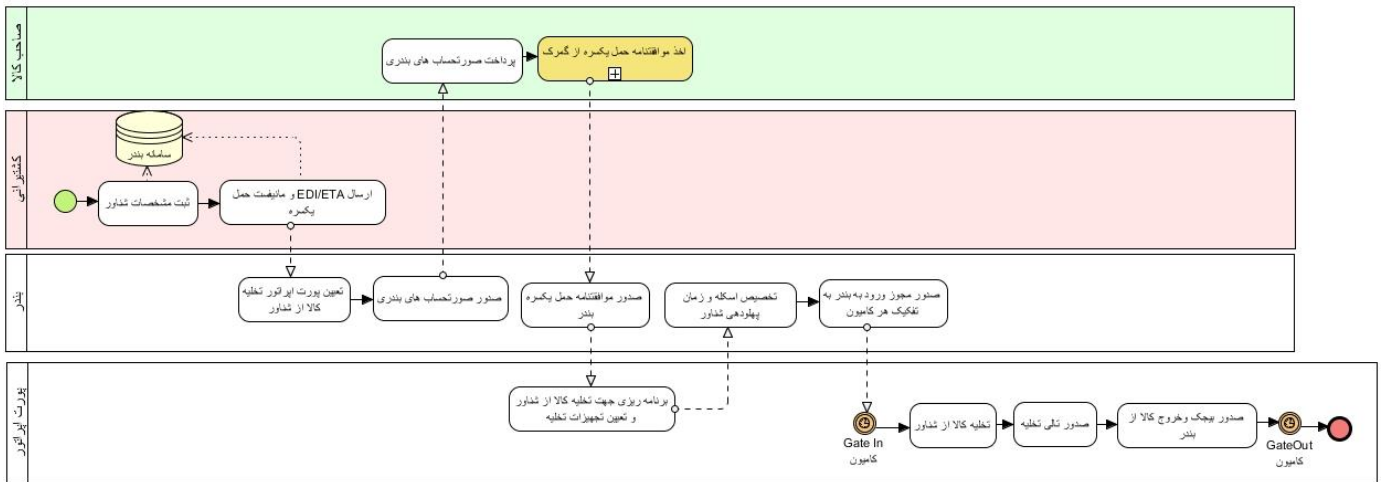 صاحب کالا
پرداخت صورتحساب های بندری
اخذ موافقتنامه حمل یکسره از گمرک
کشتیرانی
سامانه بندر
ثبت مشخصات شناور
ارسال EDI/ETA و مانیفست حمل
یکسره
بندر
تعیین پورت اپراتور تخلیه
کالا از شناور
صدور صورتحساب های بندری
صدور موافقتنامه حمل یکسره
بندر
تخصیص اسکله و زمان
پهلودهی شناور
صدور مجوز ورود به بندر به
تفکیک هر کامیون
پورت اپراتور
برنامه ریزی جهت تخلیه کالا از شناور
و تعیین تجهیزات تخلیه
Gate In
کامیون
تخلیه کالا از شناور
صدور تالی تخلیه
صدور بیجک وخروج کالا از
بندر
GateOut
کامیون